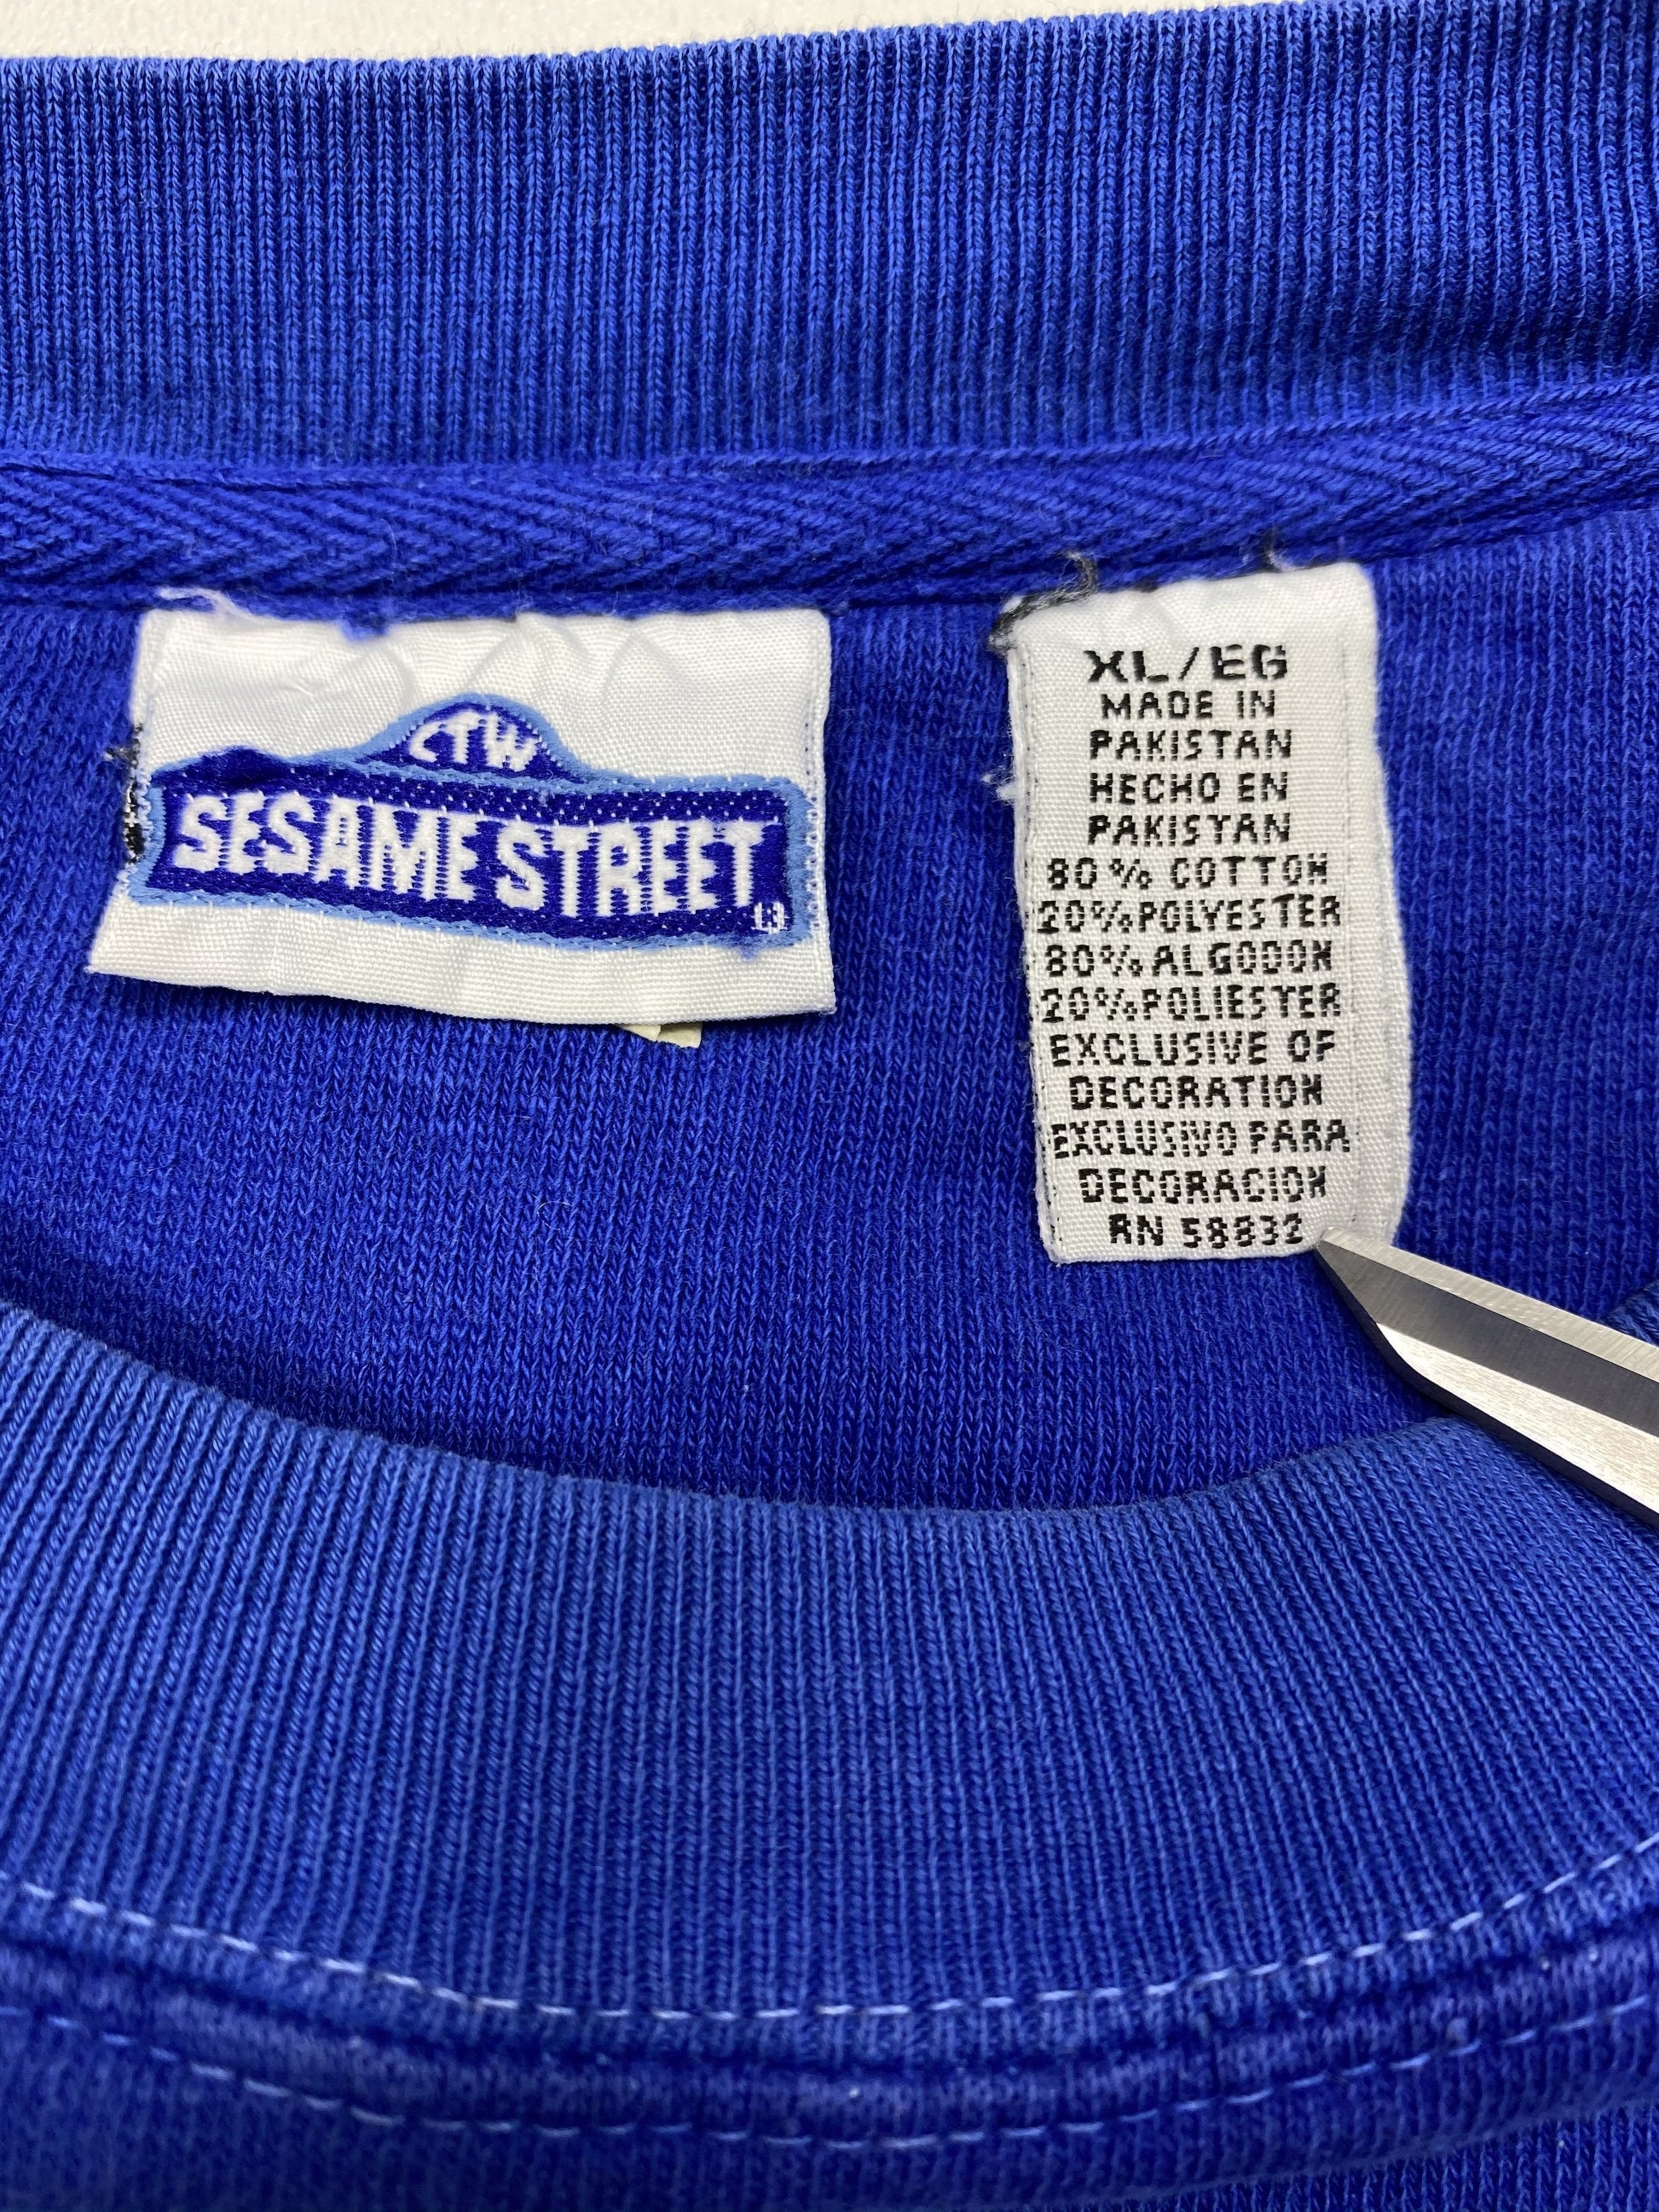 CTW
SESAME STREET
XL/EG
MADE IN
PAKISTAN
HECHO EN
PAKISTAN
80% COTTON
20% POLYESTER
80% ALGODON
20% POLIESTER
EXCLUSIVE OF
DECORATION
EXCLUSIVO PARA
DECORACION
RN 58832